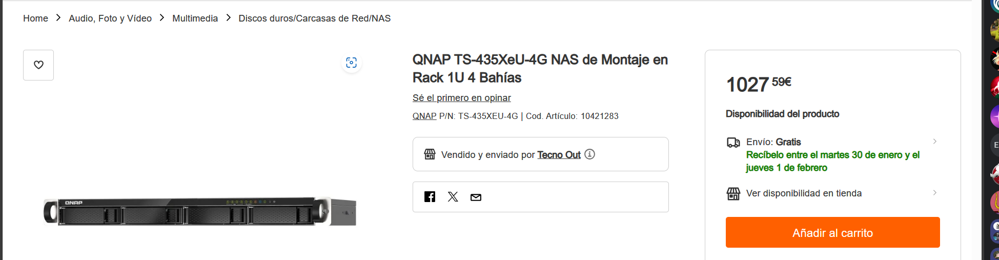 Home > Audio, Foto y Vídeo > Multimedia > Discos duros/Carcasas de Red/NAS
QNAP
QNAP TS-435XeU-4G NAS de Montaje en
Rack 1U 4 Bahías
Sé el primero en opinar
QNAP P/N: TS-435XEU-4G | Cod. Artículo: 10421283
Vendido y enviado por Tecno Out
1027 59€
Disponibilidad del producto
Envío: Gratis
Recíbelo entre el martes 30 de enero y el
jueves 1 de febrero
Ver disponibilidad en tienda
Añadir al carrito
E